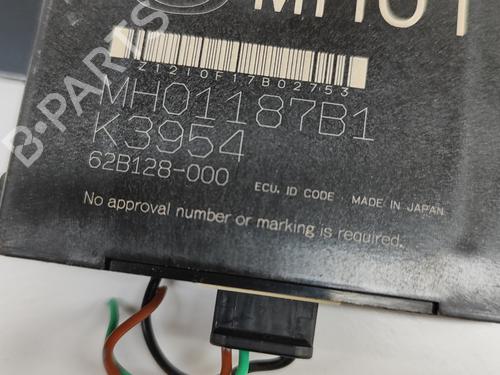 MH01
Z1210F17B02753
MH01187B1
K3954
62B128-000 ECU. ID CODE MADE IN JAPAN
No approval number or marking is required.
B-PARTS